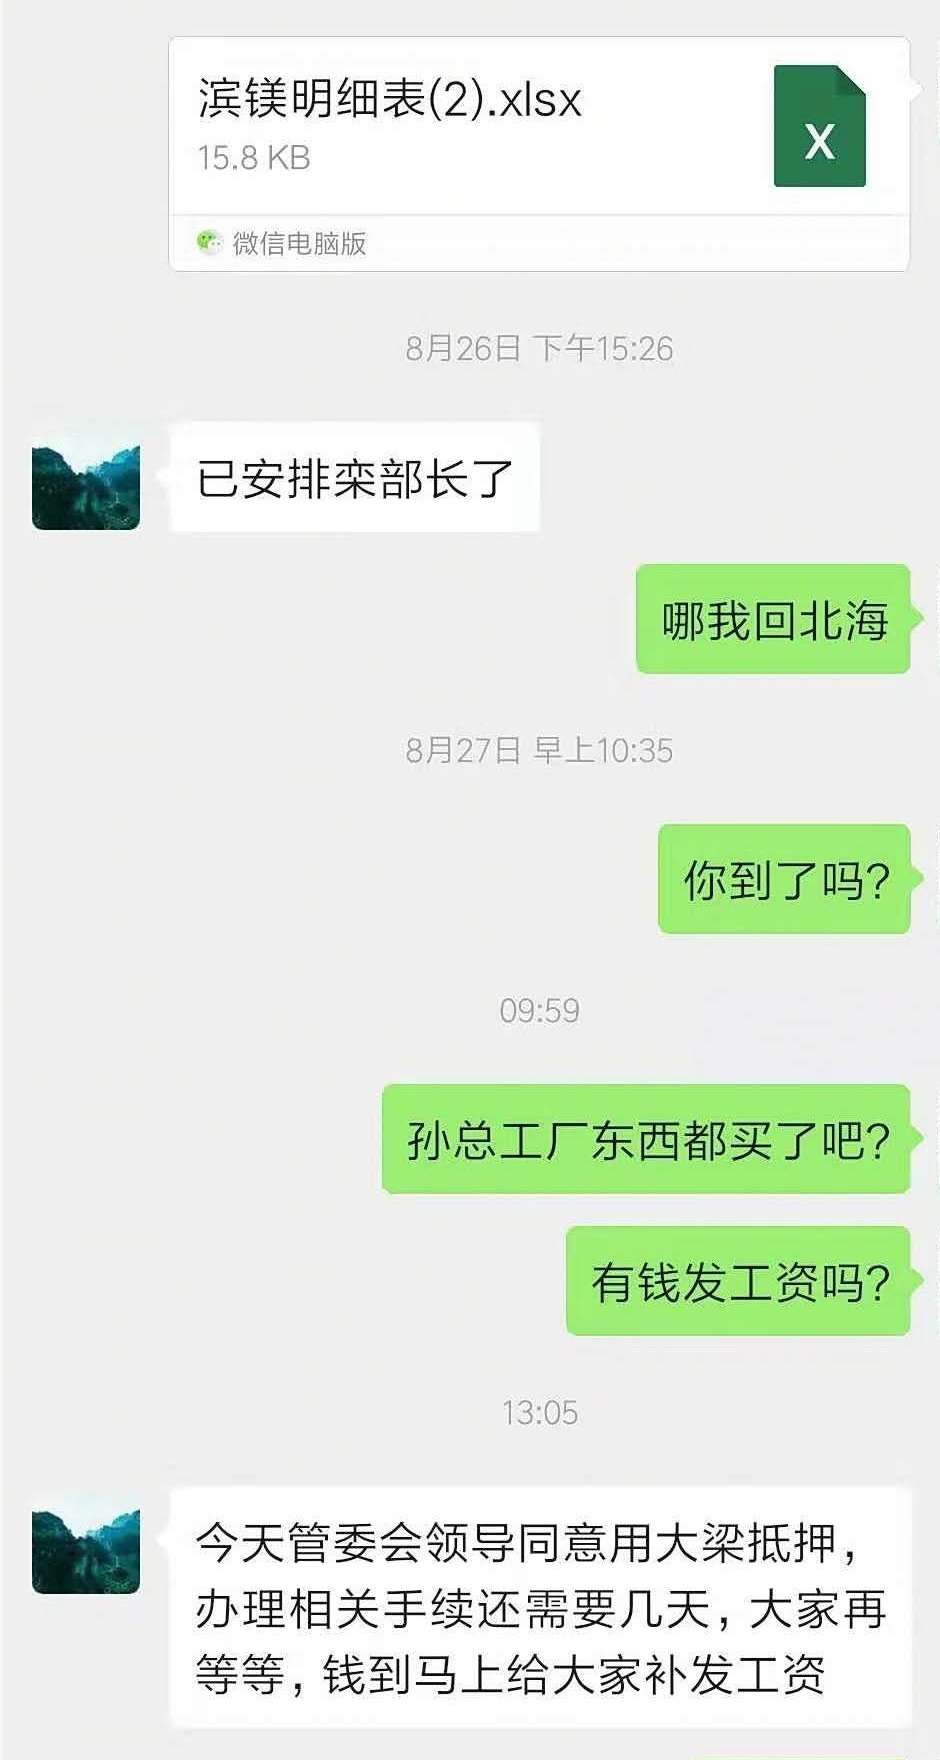 滨镁明细表(2).xlsx
15.8 KB
X
微信电脑版
8月26日 下午15:26
已安排栾部长了
哪我回北海
8月27日 早上10:35
你到了吗?
09:59
孙总工厂东西都买了吧?
有钱发工资吗?
13:05
今天管委会领导同意用大梁抵押,
办理相关手续还需要几天,大家再
等等,钱到马上给大家补发工资